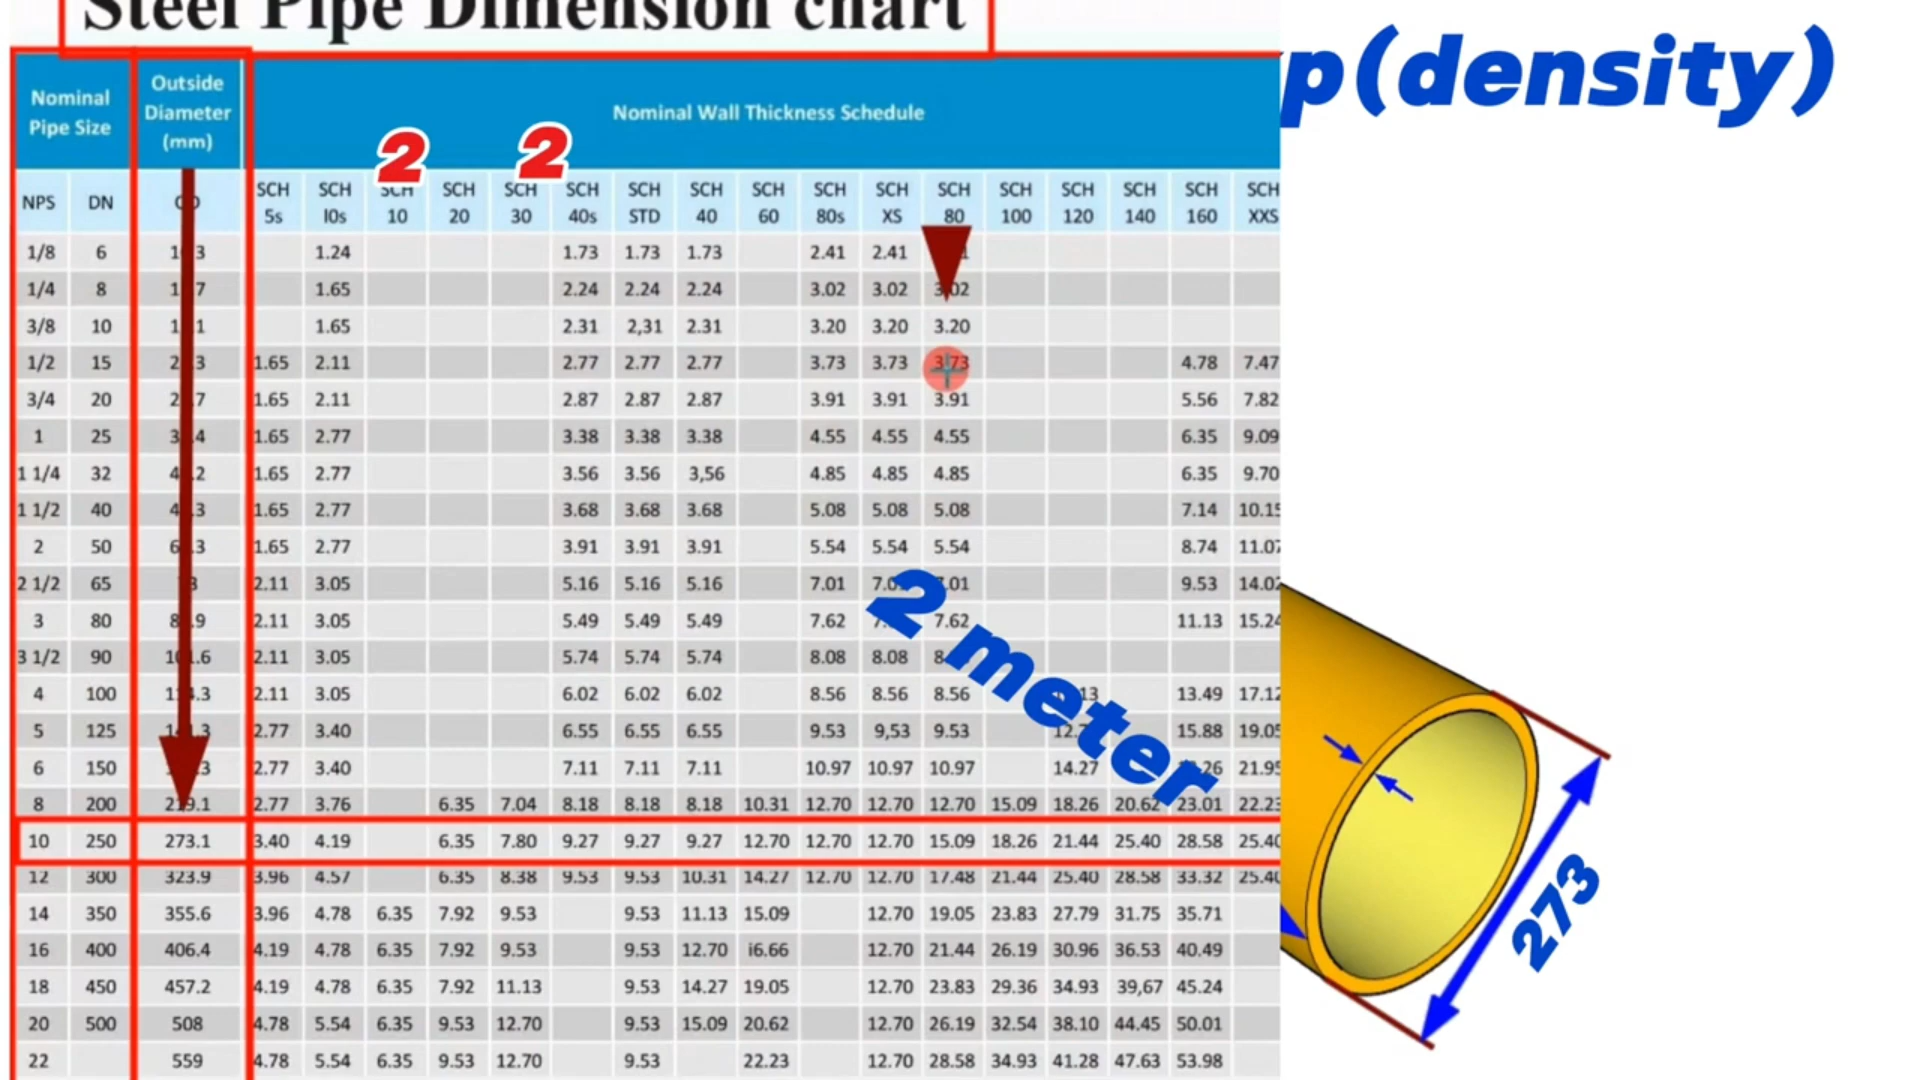 Steel Pipe Dimension chart
p(density)
Nominal Pipe Size
Outside Diameter (mm)
Nominal Wall Thickness Schedule
2 2
NPS DN SCH 5s SCH l0s SCH 10 SCH 20 SCH 30 SCH 40s SCH STD SCH 40 SCH 60 SCH 80s SCH XS SCH 80 SCH 100 SCH 120 SCH 140 SCH 160 SCH XXS
1/8 6 1.24 1.73 1.73 1.73 2.41 2.41
1/4 8 1.65 2.24 2.24 2.24 3.02 3.02 3.02
3/8 10 1.65 2.31 2,31 2.31 3.20 3.20 3.20
1/2 15 1.65 2.11 2.77 2.77 2.77 3.73 3.73 3.73 4.78 7.47
3/4 20 1.65 2.11 2.87 2.87 2.87 3.91 3.91 3.91 5.56 7.82
1 25 1.65 2.77 3.38 3.38 3.38 4.55 4.55 4.55 6.35 9.09
1 1/4 32 1.65 2.77 3.56 3.56 3,56 4.85 4.85 4.85 6.35 9.70
1 1/2 40 1.65 2.77 3.68 3.68 3.68 5.08 5.08 5.08 7.14 10.15
2 50 1.65 2.77 3.91 3.91 3.91 5.54 5.54 5.54 8.74 11.07
2 1/2 65 2.11 3.05 5.16 5.16 5.16 7.01 9.53 14.02
3 80 2.11 3.05 5.49 5.49 5.49 7.62 7.62 11.13 15.24
3 1/2 90 2.11 3.05 5.74 5.74 5.74 8.08 8.08
4 100 2.11 3.05 6.02 6.02 6.02 8.56 8.56 8.56 13.49 17.12
5 125 2.77 3.40 6.55 6.55 6.55 9.53 9,53 9.53 15.88 19.05
6 150 2.77 3.40 7.11 7.11 7.11 10.97 10.97 10.97 14.27 21.95
8 200 219.1 2.77 3.76 6.35 7.04 8.18 8.18 8.18 10.31 12.70 12.70 12.70 15.09 18.26 20.62 23.01 22.23
10 250 273.1 3.40 4.19 6.35 7.80 9.27 9.27 9.27 12.70 12.70 12.70 15.09 18.26 21.44 25.40 28.58 25.40
12 300 323.9 3.96 4.57 6.35 8.38 9.53 9.53 10.31 14.27 12.70 12.70 17.48 21.44 25.40 28.58 33.32 25.40
14 350 355.6 3.96 4.78 6.35 7.92 9.53 9.53 11.13 15.09 12.70 19.05 23.83 27.79 31.75 35.71
16 400 406.4 4.19 4.78 6.35 7.92 9.53 9.53 12.70 i6.66 12.70 21.44 26.19 30.96 36.53 40.49
18 450 457.2 4.19 4.78 6.35 7.92 11.13 9.53 14.27 19.05 12.70 23.83 29.36 34.93 39,67 45.24
20 500 508 4.78 5.54 6.35 9.53 12.70 9.53 15.09 20.62 12.70 26.19 32.54 38.10 44.45 50.01
22 559 4.78 5.54 6.35 9.53 12.70 9.53 22.23 12.70 28.58 34.93 41.28 47.63 53.98
2 meter
273